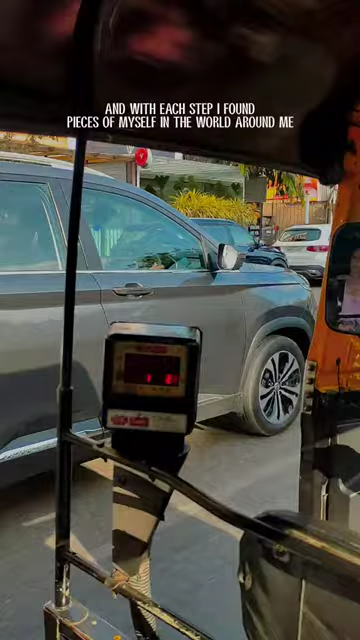 AND WITH EACH STEP I FOUND
PIECES OF MYSELF IN THE WORLD AROUND ME